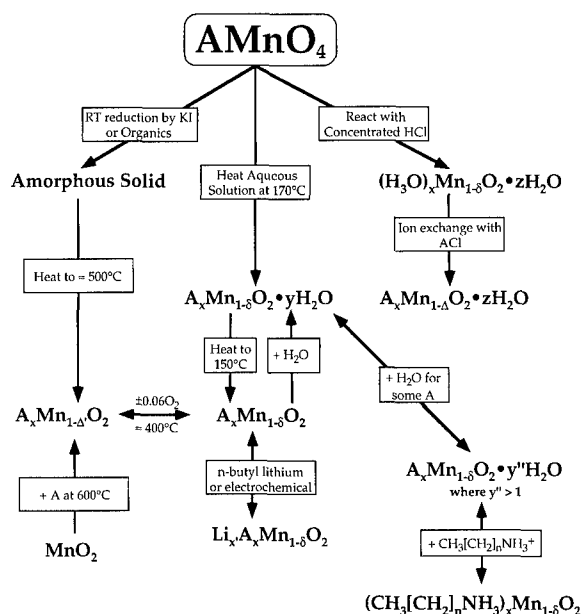 AMnO₄
RT reduction by KI
or Organics
React with
Concentrated HCl
Heat Aqueous
Solution at 170°C
Amorphous Solid
(H₃O)ₓMn₁₋δO₂•zH₂O
Ion exchange with
ACl
Heat to ≈ 500°C
AₓMn₁₋δO₂•yH₂O
AₓMn₁₋ΔO₂•zH₂O
Heat to
150°C
+ H₂O
+ H₂O for
some A
AₓMn₁₋Δ'O₂
±0.06O₂
≈ 400°C
AₓMn₁₋δO₂
AₓMn₁₋δO₂•y"H₂O
where y" > 1
n-butyl lithium
or electrochemical
+ A at 600°C
MnO₂
Liₓ'AₓMn₁₋δO₂
+ CH₃[CH₂]ₙNH₃⁺
(CH₃[CH₂]ₙNH₃)ₓMn₁₋δO₂